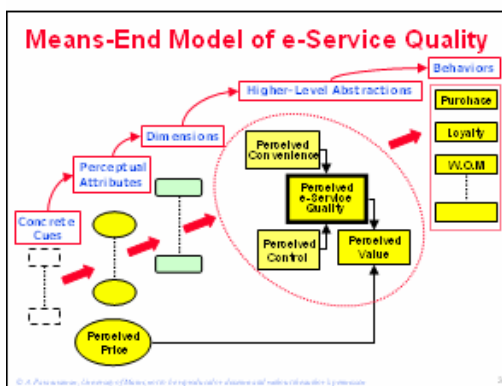 Means-End Model of e-Service Quality
Behaviors
Higher-Level Abstractions
Purchase
Dimensions
Loyalty
Perceived
Convenience
Perceptual
Attributes
W.O.M
Perceived
e-Service
Quality
Concrete
Cues
Perceived
Control
Perceived
Value
Perceived
Price